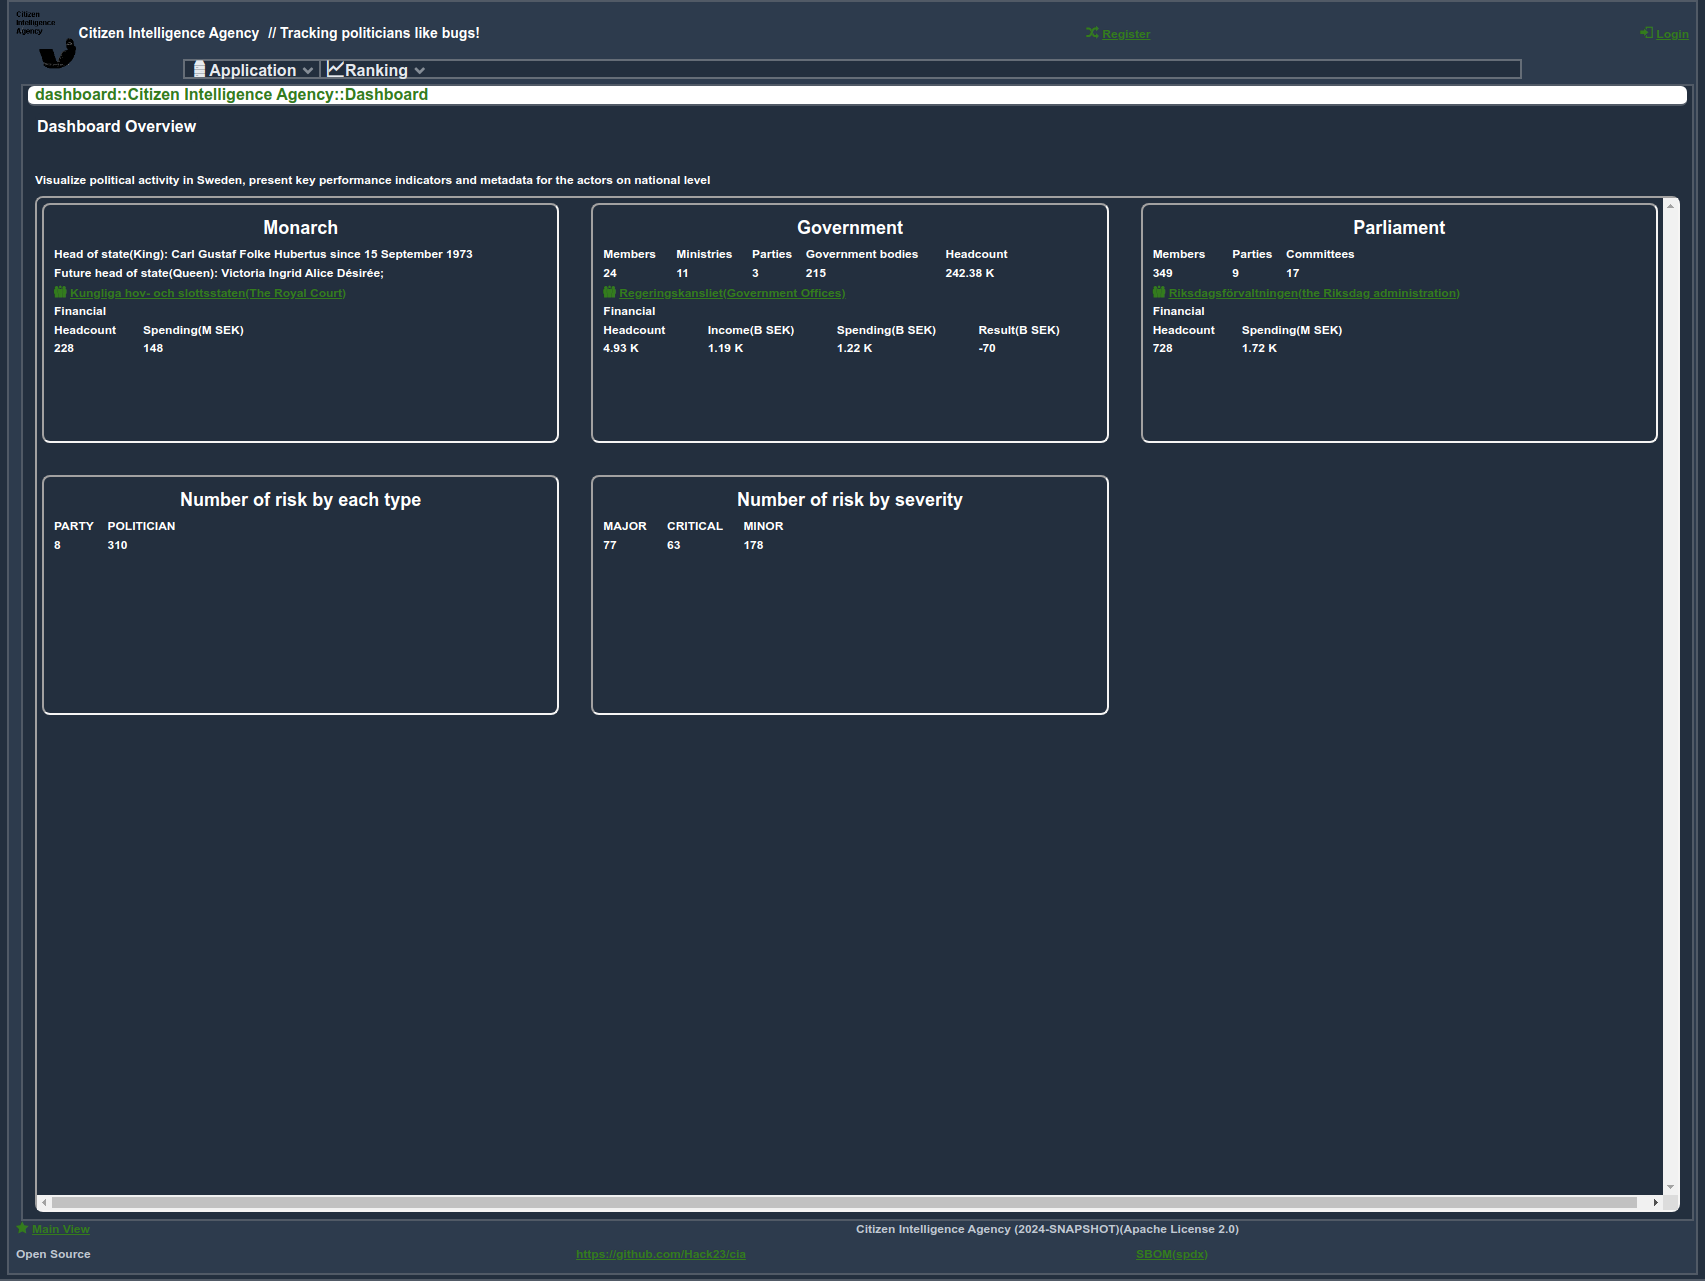 Citizen
Intelligence
Agency
Citizen Intelligence Agency // Tracking politicians like bugs!
Register
Login
Application
Ranking
dashboard::Citizen Intelligence Agency::Dashboard
Dashboard Overview
Visualize political activity in Sweden, present key performance indicators and metadata for the actors on national level
Monarch
Head of state(King): Carl Gustaf Folke Hubertus since 15 September 1973
Future head of state(Queen): Victoria Ingrid Alice Désirée;
Kungliga hov- och slottsstaten(The Royal Court)
Financial
Headcount Spending(M SEK)
228 148
Government
Members Ministries Parties Government bodies Headcount
24 11 3 215 242.38 K
Regeringskansliet(Government Offices)
Financial
Headcount Income(B SEK) Spending(B SEK) Result(B SEK)
4.93 K 1.19 K 1.22 K -70
Parliament
Members Parties Committees
349 9 17
Riksdagsförvaltningen(the Riksdag administration)
Financial
Headcount Spending(M SEK)
728 1.72 K
Number of risk by each type
PARTY POLITICIAN
8 310
Number of risk by severity
MAJOR CRITICAL MINOR
77 63 178
Main View
Citizen Intelligence Agency (2024-SNAPSHOT)(Apache License 2.0)
Open Source
https://github.com/Hack23/cia
SBOM(spdx)